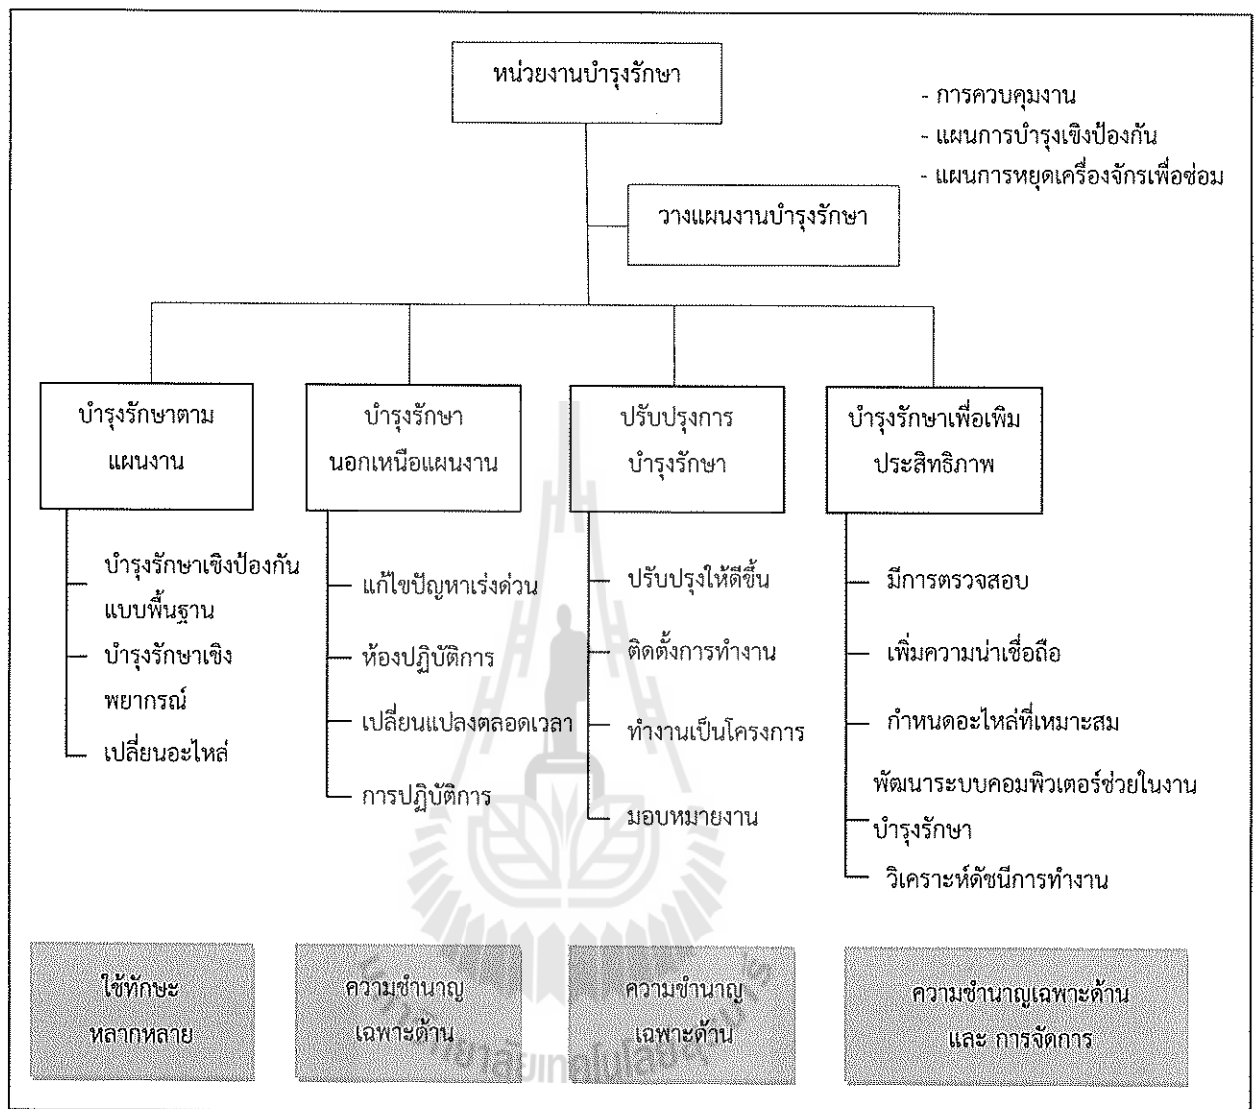 หน่วยงานบำรุงรักษา
- การควบคุมงาน
- แผนการบำรุงเชิงป้องกัน
- แผนการหยุดเครื่องจักรเพื่อซ่อม
วางแผนงานบำรุงรักษา
บำรุงรักษาตาม
แผนงาน
บำรุงรักษาเชิงป้องกัน
แบบพื้นฐาน
บำรุงรักษาเชิง
พยากรณ์
เปลี่ยนอะไหล่
บำรุงรักษา
นอกเหนือแผนงาน
แก้ไขปัญหาเร่งด่วน
ห้องปฏิบัติการ
เปลี่ยนแปลงตลอดเวลา
การปฏิบัติการ
ปรับปรุงการ
บำรุงรักษา
ปรับปรุงให้ดีขึ้น
ติดตั้งการทำงาน
ทำงานเป็นโครงการ
มอบหมายงาน
บำรุงรักษาเพื่อเพิ่ม
ประสิทธิภาพ
มีการตรวจสอบ
เพิ่มความน่าเชื่อถือ
กำหนดอะไหล่ที่เหมาะสม
พัฒนาระบบคอมพิวเตอร์ช่วยในงาน
บำรุงรักษา
วิเคราะห์ดัชนีการทำงาน
ใช้ทักษะ
หลากหลาย
ความชำนาญ
เฉพาะด้าน
ความชำนาญ
เฉพาะด้าน
ความชำนาญเฉพาะด้าน
และ การจัดการ